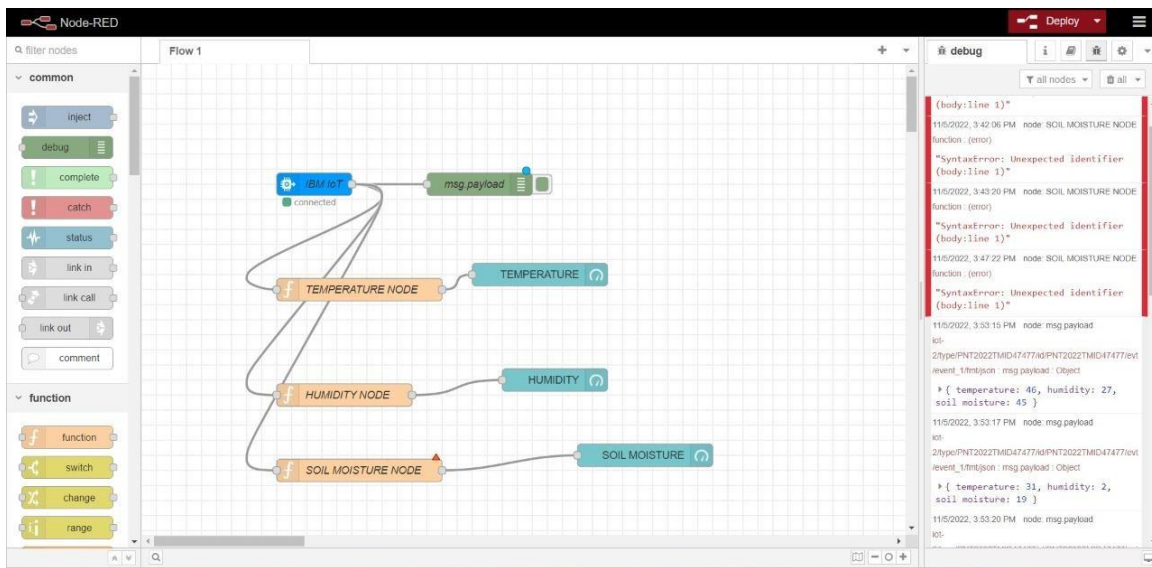 Node-RED
Deploy
filter nodes
Flow 1
debug
i
all nodes
all
common
inject
debug
complete
catch
status
link in
link call
link out
comment
function
function
switch
change
range
IBM IoT
connected
msg.payload
TEMPERATURE NODE
TEMPERATURE
HUMIDITY NODE
HUMIDITY
SOIL MOISTURE NODE
SOIL MOISTURE
(body:line 1)"
11/5/2022, 3:42:06 PM node: SOIL MOISTURE NODE
function : (error)
"SyntaxError: Unexpected identifier
(body:line 1)"
11/5/2022, 3:43:20 PM node: SOIL MOISTURE NODE
function : (error)
"SyntaxError: Unexpected identifier
(body:line 1)"
11/5/2022, 3:47:22 PM node: SOIL MOISTURE NODE
function : (error)
"SyntaxError: Unexpected identifier
(body:line 1)"
11/5/2022, 3:53:15 PM node: msg.payload
iot-
2/type/PNT2022TMID47477/id/PNT2022TMID47477/evt
/event_1/fmt/json : msg.payload : Object
{ temperature: 46, humidity: 27,
soil moisture: 45 }
11/5/2022, 3:53:17 PM node: msg.payload
iot-
2/type/PNT2022TMID47477/id/PNT2022TMID47477/evt
/event_1/fmt/json : msg.payload : Object
{ temperature: 31, humidity: 2,
soil moisture: 19 }
11/5/2022, 3:53:20 PM node: msg.payload
iot-